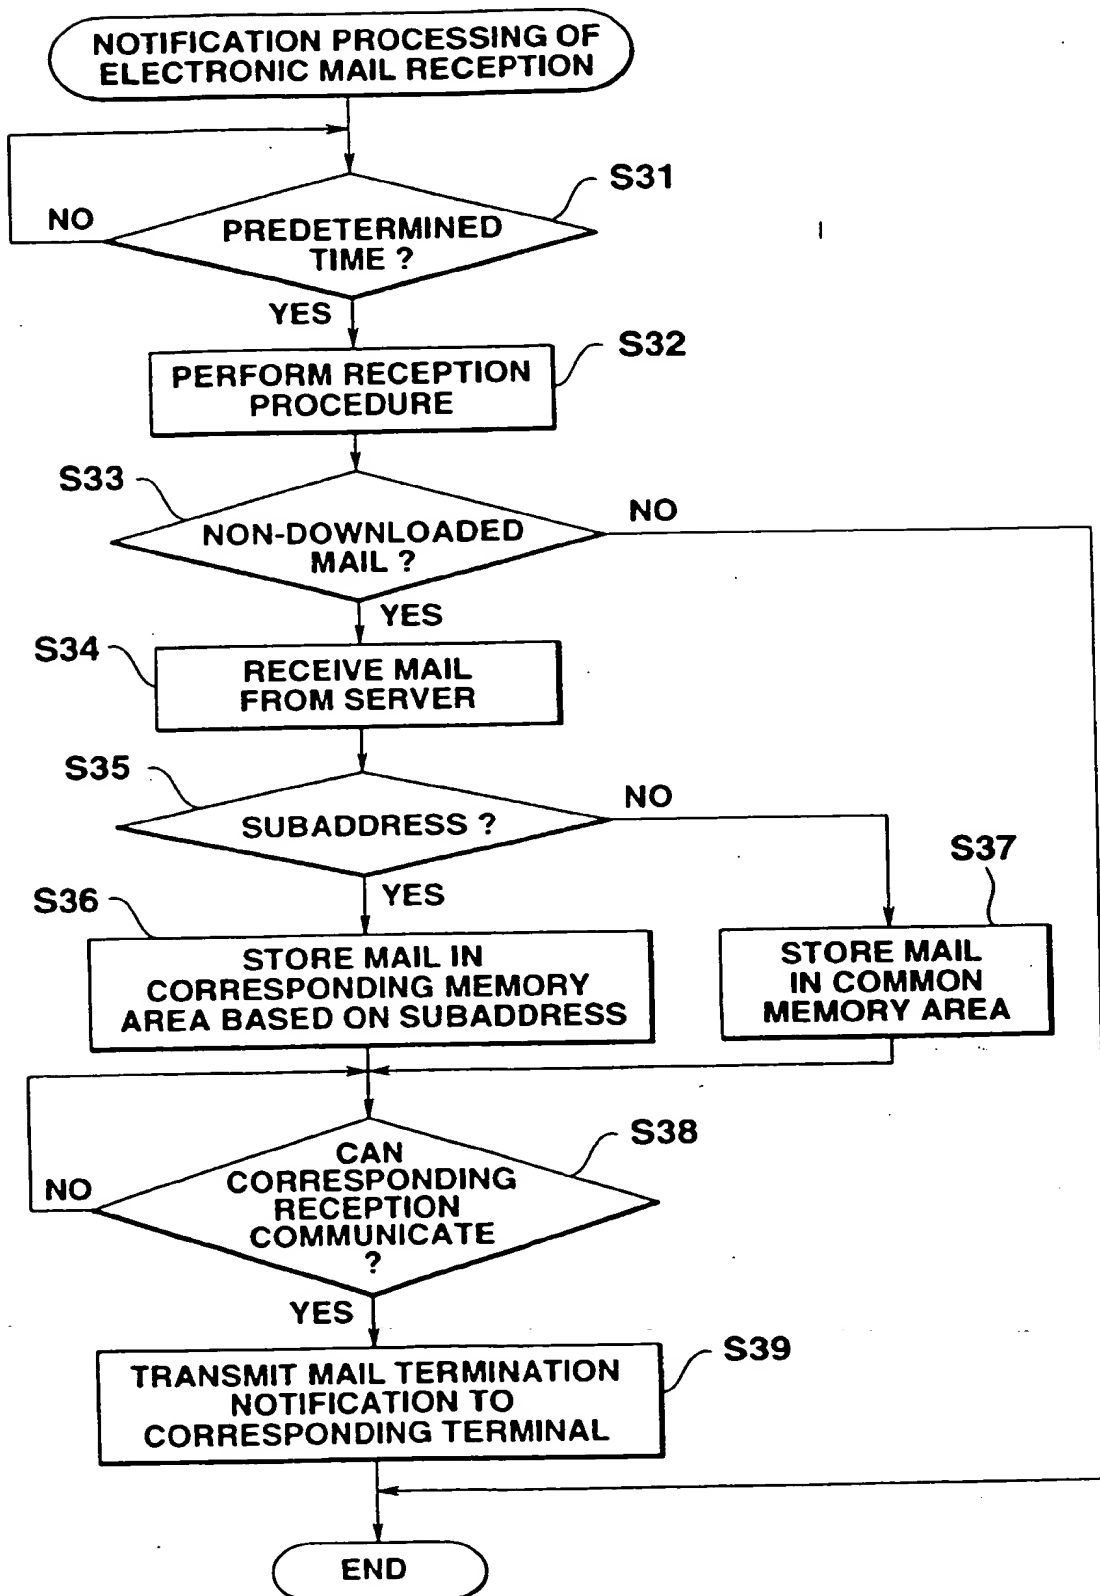 NOTIFICATION PROCESSING OF
ELECTRONIC MAIL RECEPTION
S31
NO
PREDETERMINED
TIME ?
YES
S32
PERFORM RECEPTION
PROCEDURE
S33
NO
NON-DOWNLOADED
MAIL ?
YES
S34
RECEIVE MAIL
FROM SERVER
S35
NO
SUBADDRESS ?
S37
YES
S36
STORE MAIL IN
CORRESPONDING MEMORY
AREA BASED ON SUBADDRESS
STORE MAIL
IN COMMON
MEMORY AREA
S38
CAN
CORRESPONDING
RECEPTION
COMMUNICATE
?
NO
YES
S39
TRANSMIT MAIL TERMINATION
NOTIFICATION TO
CORRESPONDING TERMINAL
END